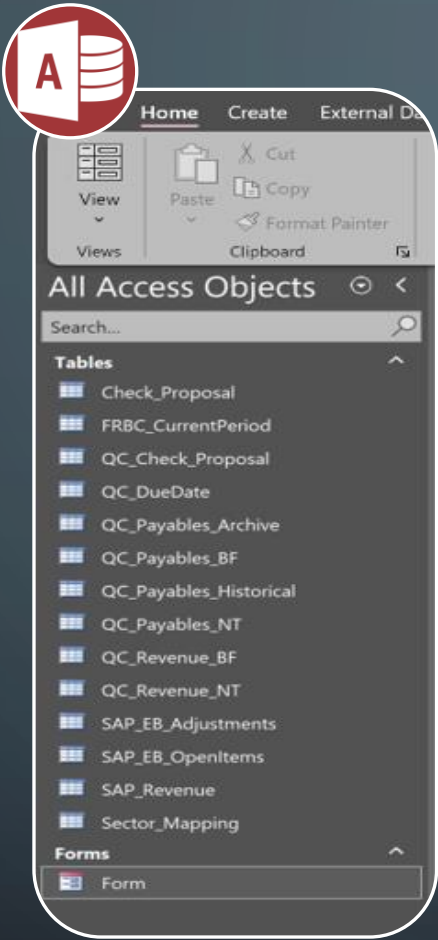 A
Home Create External Da
View Paste Cut
Copy
Format Painter
Views Clipboard
All Access Objects
Search...
Tables
Check_Proposal
FRBC_CurrentPeriod
QC_Check_Proposal
QC_DueDate
QC_Payables_Archive
QC_Payables_BF
QC_Payables_Historical
QC_Payables_NT
QC_Revenue_BF
QC_Revenue_NT
SAP_EB_Adjustments
SAP_EB_OpenItems
SAP_Revenue
Sector_Mapping
Forms
Form